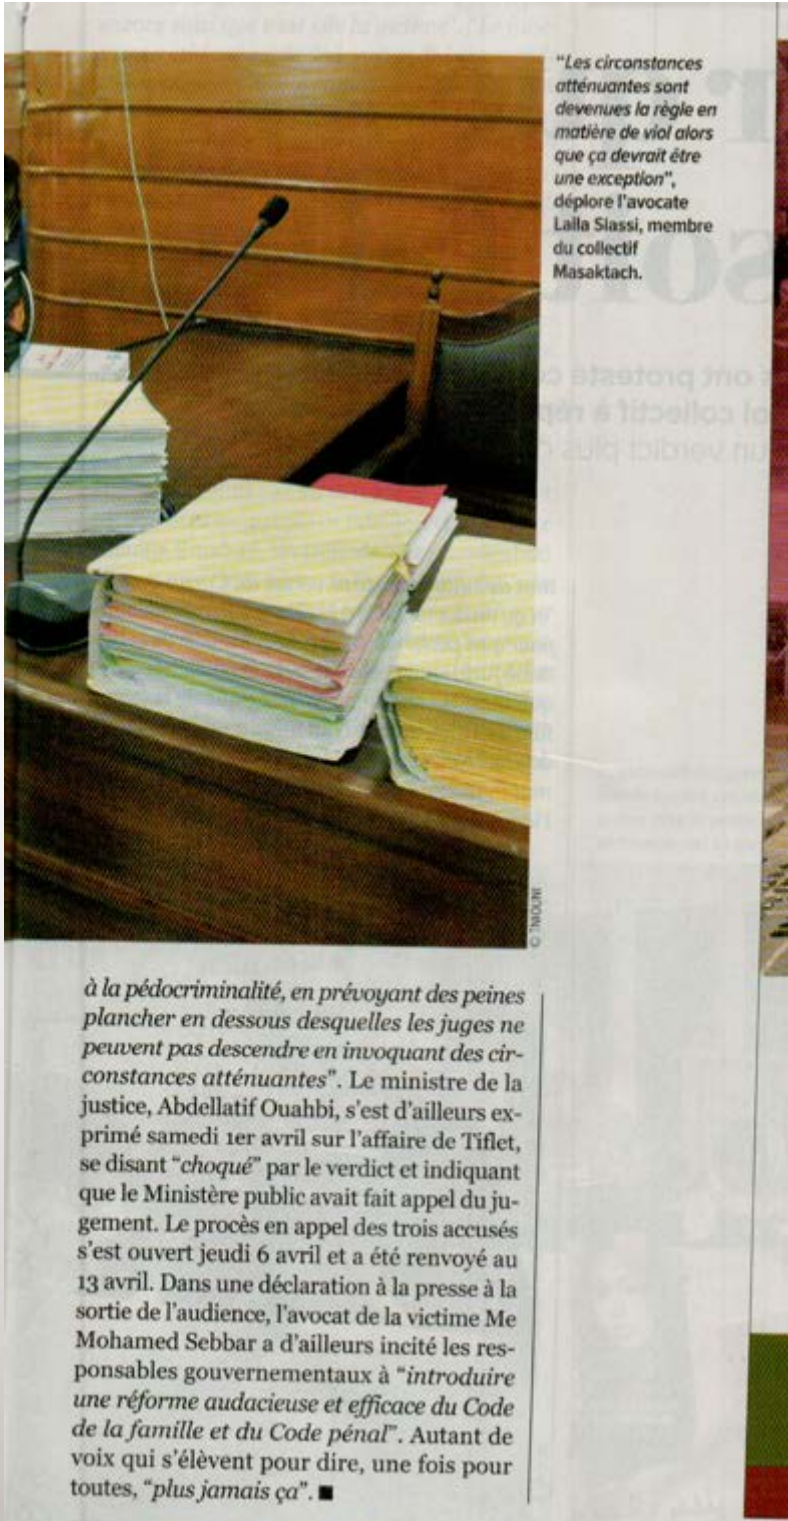 "Les circonstances
atténuantes sont
devenues la règle en
matière de viol alors
que ça devrait être
une exception",
déplore l'avocate
Laila Slassi, membre
du collectif
Masaktach.
© TNIOUNI
à la pédocriminalité, en prévoyant des peines
plancher en dessous desquelles les juges ne
peuvent pas descendre en invoquant des cir-
constances atténuantes". Le ministre de la
justice, Abdellatif Ouahbi, s'est d'ailleurs ex-
primé samedi 1er avril sur l'affaire de Tiflet,
se disant "choqué" par le verdict et indiquant
que le Ministère public avait fait appel du ju-
gement. Le procès en appel des trois accusés
s'est ouvert jeudi 6 avril et a été renvoyé au
13 avril. Dans une déclaration à la presse à la
sortie de l'audience, l'avocat de la victime Me
Mohamed Sebbar a d'ailleurs incité les res-
ponsables gouvernementaux à "introduire
une réforme audacieuse et efficace du Code
de la famille et du Code pénal". Autant de
voix qui s'élèvent pour dire, une fois pour
toutes, "plus jamais ça". ■